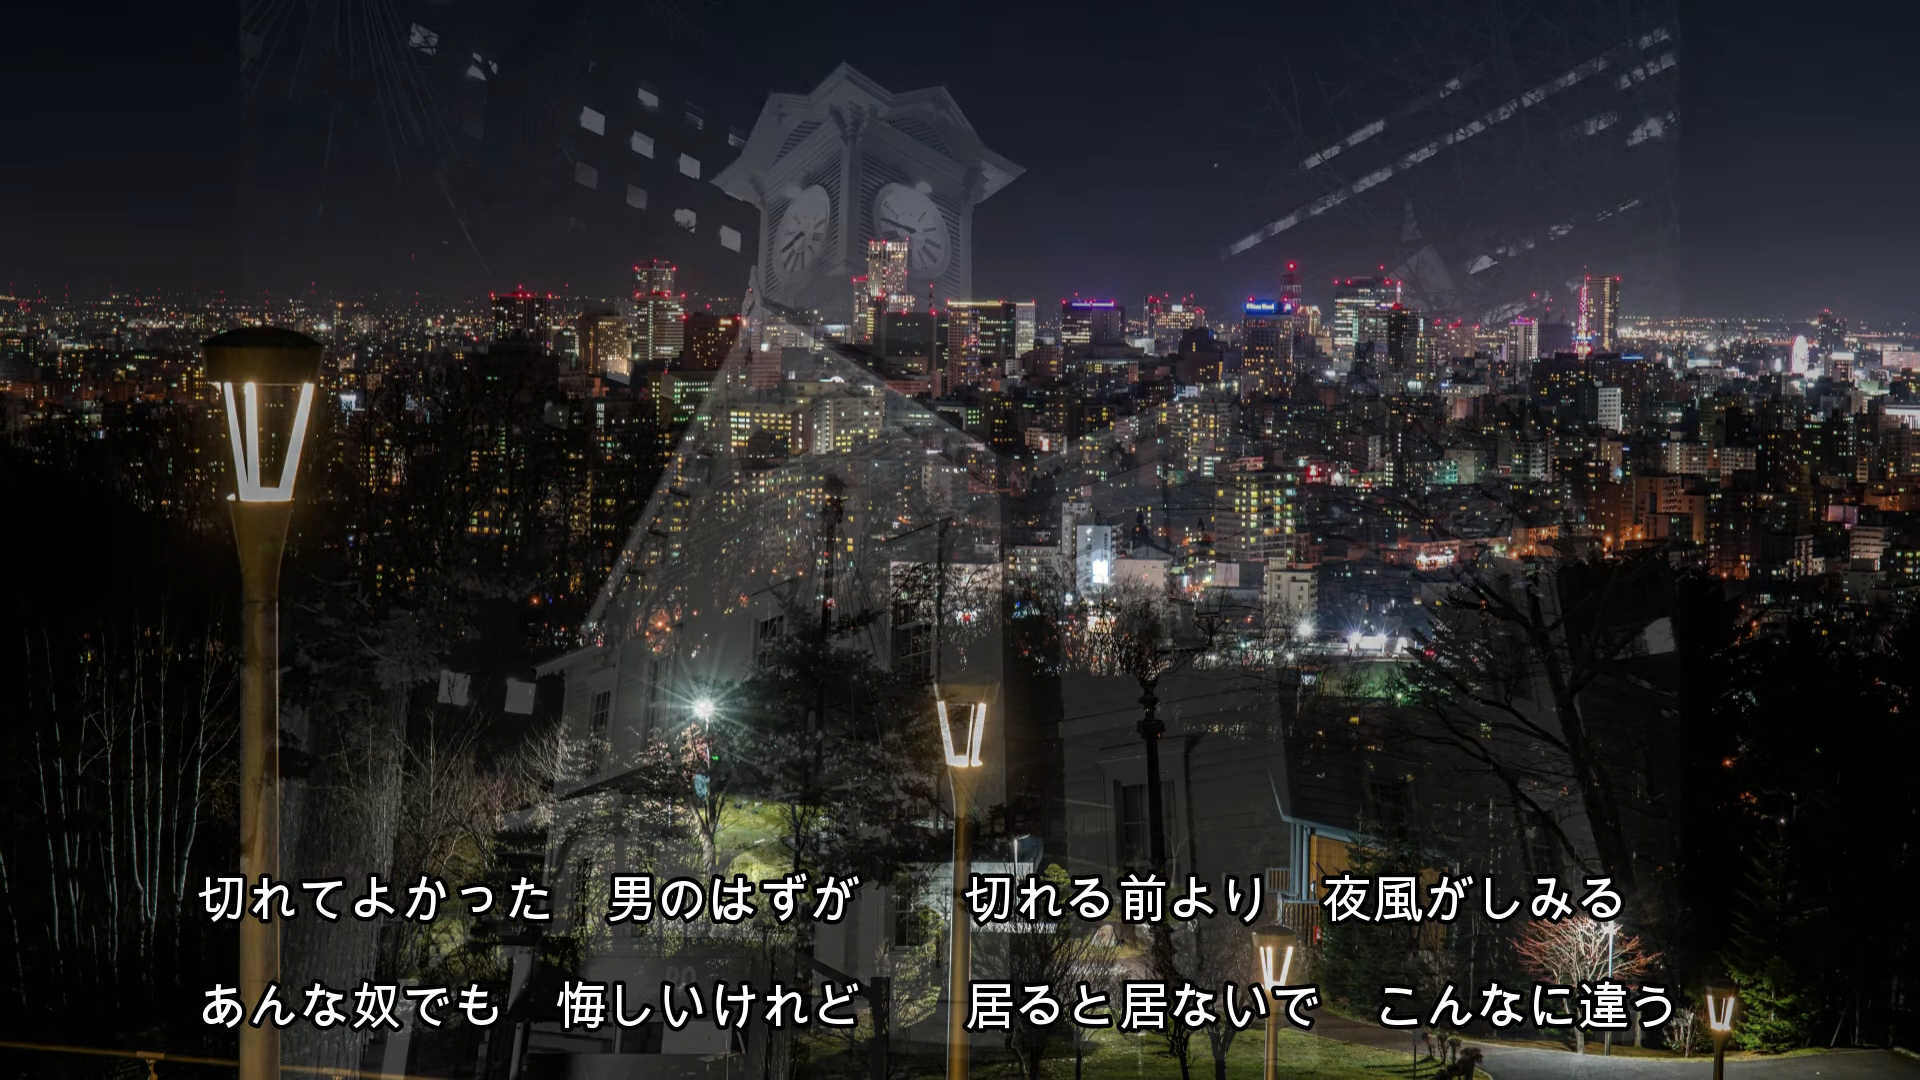 切れてよかった　男のはずが　　切れる前より　夜風がしみる
あんな奴でも　悔しいけれど　　居ると居ないで　こんなに違う